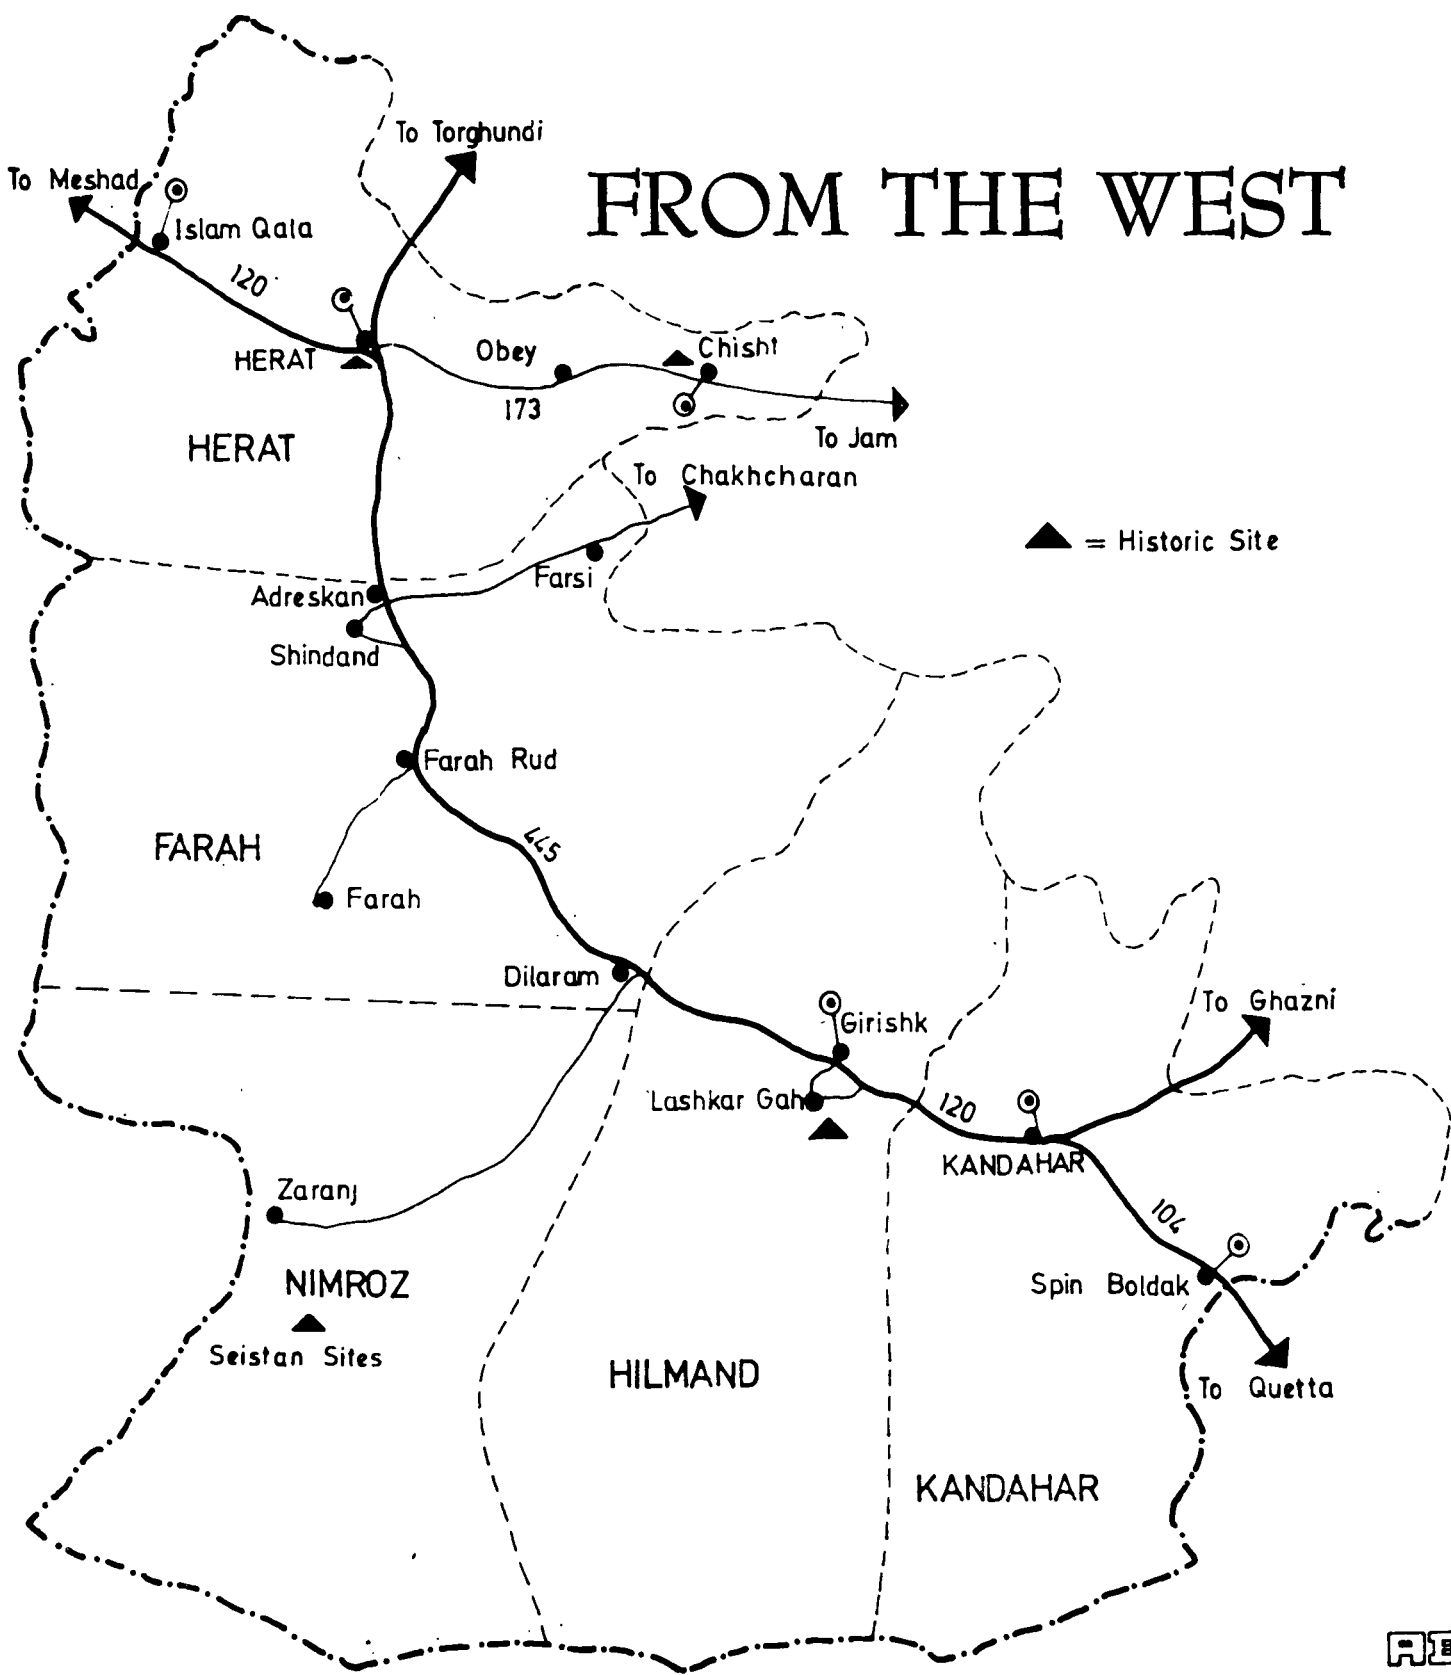 To Torghundi
FROM THE WEST
To Meshad
Islam Qala
120
Obey
Chisht
HERAT
173
To Jam
HERAT
To Chakhcharan
= Historic Site
Farsi
Adreskan
Shindand
Farah Rud
445
FARAH
Farah
Dilaram
To Ghazni
Girishk
Lashkar Gah
120
KANDAHAR
Zaranj
104
NIMROZ
Spin Boldak
Seistan Sites
HILMAND
To Quetta
KANDAHAR